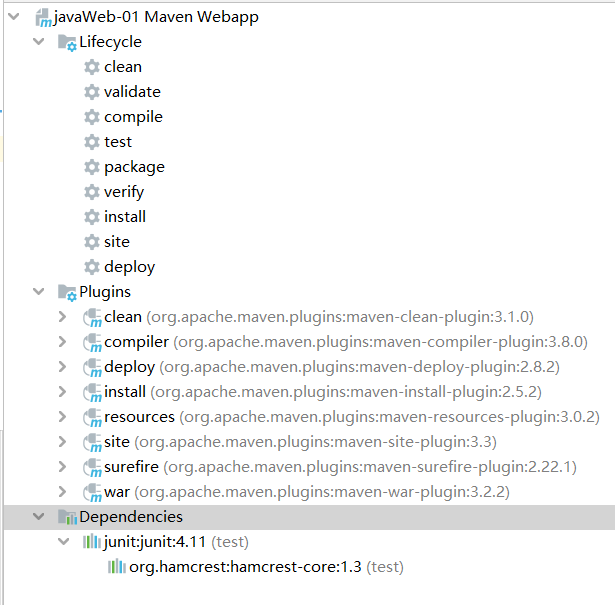 javaWeb-01 Maven Webapp
Lifecycle
clean
validate
compile
test
package
verify
install
site
deploy
Plugins
clean (org.apache.maven.plugins:maven-clean-plugin:3.1.0)
compiler (org.apache.maven.plugins:maven-compiler-plugin:3.8.0)
deploy (org.apache.maven.plugins:maven-deploy-plugin:2.8.2)
install (org.apache.maven.plugins:maven-install-plugin:2.5.2)
resources (org.apache.maven.plugins:maven-resources-plugin:3.0.2)
site (org.apache.maven.plugins:maven-site-plugin:3.3)
surefire (org.apache.maven.plugins:maven-surefire-plugin:2.22.1)
war (org.apache.maven.plugins:maven-war-plugin:3.2.2)
Dependencies
junit:junit:4.11 (test)
org.hamcrest:hamcrest-core:1.3 (test)